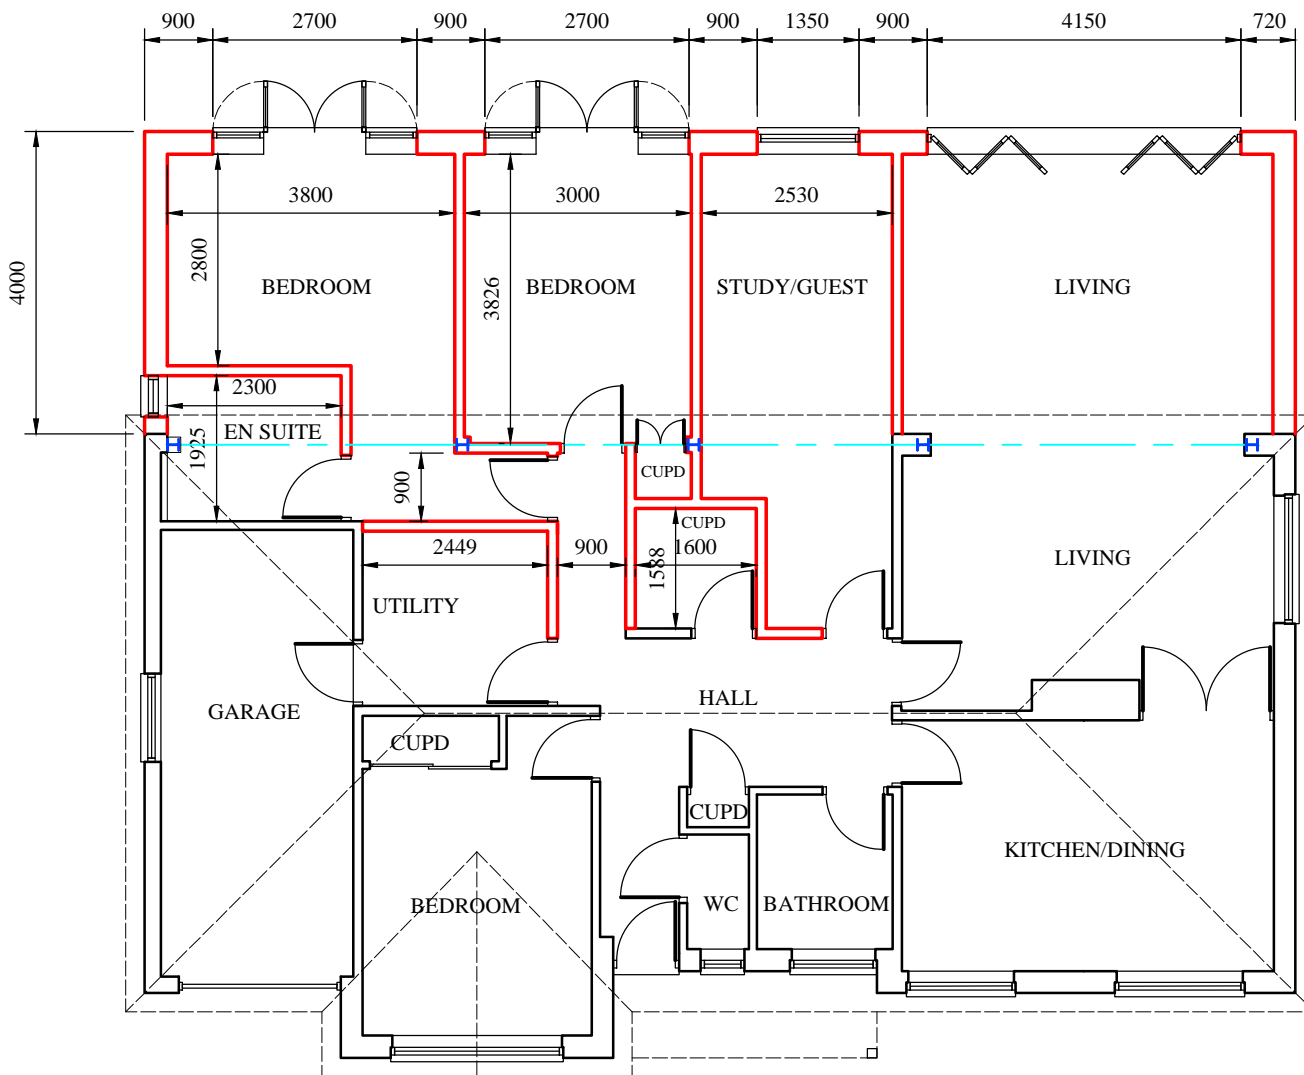 900 2700 900 2700 900 1350 900 4150 720
3800 3000 2530
4000
2800
3826
BEDROOM BEDROOM STUDY/GUEST LIVING
2300
EN SUITE
1925
CUPD
900
CUPD
2449 900 1600
1588
LIVING
UTILITY
HALL
GARAGE
CUPD
CUPD
KITCHEN/DINING
BEDROOM WC BATHROOM